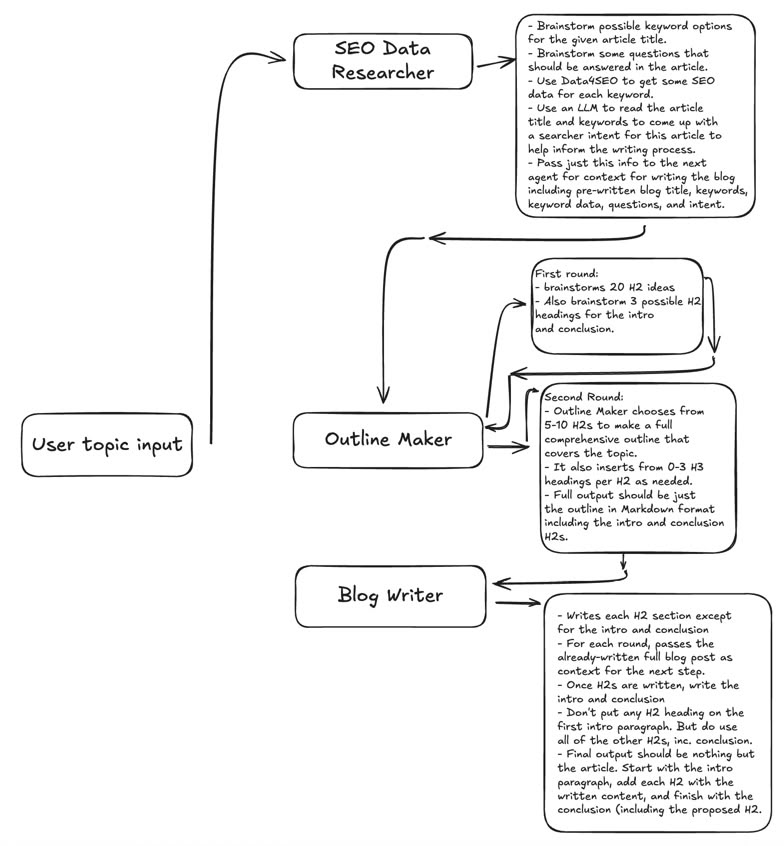 SEO Data
Researcher
- Brainstorm possible keyword options
for the given article title.
- Brainstorm some questions that
should be answered in the article.
- Use Data4SEO to get some SEO
data for each keyword.
- Use an LLM to read the article
title and keywords to come up with
a searcher intent for this article to
help inform the writing process.
- Pass just this info to the next
agent for context for writing the blog
including pre-written blog title, keywords,
keyword data, questions, and intent.
First round:
- brainstorms 20 H2 ideas
- Also brainstorm 3 possible H2
headings for the intro
and conclusion.
User topic input
Outline Maker
Second Round:
- Outline Maker chooses from
5-10 H2s to make a full
comprehensive outline that
covers the topic.
- It also inserts from 0-3 H3
headings per H2 as needed.
- Full output should be just
the outline in Markdown format
including the intro and conclusion
H2s.
Blog Writer
- Writes each H2 section except
for the intro and conclusion
- For each round, passes the
already-written full blog post as
context for the next step.
- Once H2s are written, write the
intro and conclusion
- Don't put any H2 heading on the
first intro paragraph. But do use
all of the other H2s, inc. conclusion.
- Final output should be nothing but
the article. Start with the intro
paragraph, add each H2 with the
written content, and finish with the
conclusion (including the proposed H2.